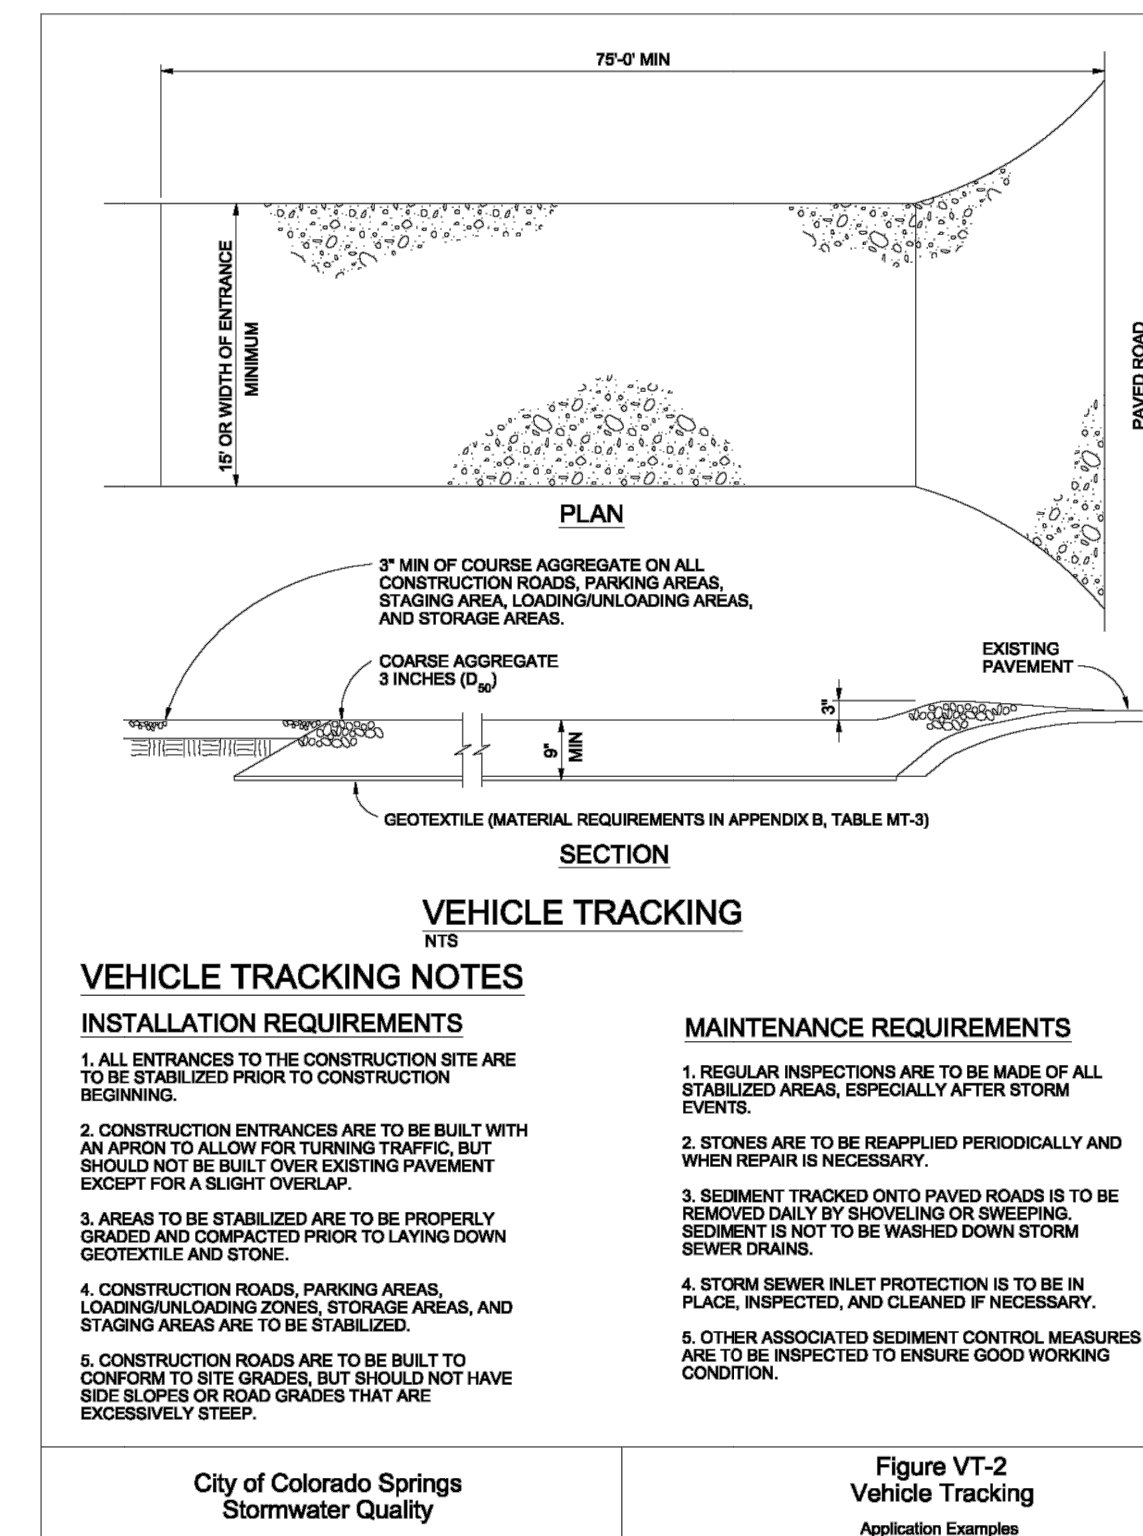 75'-0' MIN
15' OR WIDTH OF ENTRANCE
MINIMUM
PAVED ROAD
PLAN
3" MIN OF COURSE AGGREGATE ON ALL
CONSTRUCTION ROADS, PARKING AREAS,
STAGING AREA, LOADING/UNLOADING AREAS,
AND STORAGE AREAS.
COARSE AGGREGATE
3 INCHES (D50)
EXISTING
PAVEMENT
3"
9"
MIN
GEOTEXTILE (MATERIAL REQUIREMENTS IN APPENDIX B, TABLE MT-3)
SECTION
VEHICLE TRACKING
NTS
VEHICLE TRACKING NOTES
INSTALLATION REQUIREMENTS
1. ALL ENTRANCES TO THE CONSTRUCTION SITE ARE
TO BE STABILIZED PRIOR TO CONSTRUCTION
BEGINNING.
2. CONSTRUCTION ENTRANCES ARE TO BE BUILT WITH
AN APRON TO ALLOW FOR TURNING TRAFFIC, BUT
SHOULD NOT BE BUILT OVER EXISTING PAVEMENT
EXCEPT FOR A SLIGHT OVERLAP.
3. AREAS TO BE STABILIZED ARE TO BE PROPERLY
GRADED AND COMPACTED PRIOR TO LAYING DOWN
GEOTEXTILE AND STONE.
4. CONSTRUCTION ROADS, PARKING AREAS,
LOADING/UNLOADING ZONES, STORAGE AREAS, AND
STAGING AREAS ARE TO BE STABILIZED.
5. CONSTRUCTION ROADS ARE TO BE BUILT TO
CONFORM TO SITE GRADES, BUT SHOULD NOT HAVE
SIDE SLOPES OR ROAD GRADES THAT ARE
EXCESSIVELY STEEP.
MAINTENANCE REQUIREMENTS
1. REGULAR INSPECTIONS ARE TO BE MADE OF ALL
STABILIZED AREAS, ESPECIALLY AFTER STORM
EVENTS.
2. STONES ARE TO BE REAPPLIED PERIODICALLY AND
WHEN REPAIR IS NECESSARY.
3. SEDIMENT TRACKED ONTO PAVED ROADS IS TO BE
REMOVED DAILY BY SHOVELING OR SWEEPING.
SEDIMENT IS NOT TO BE WASHED DOWN STORM
SEWER DRAINS.
4. STORM SEWER INLET PROTECTION IS TO BE IN
PLACE, INSPECTED, AND CLEANED IF NECESSARY.
5. OTHER ASSOCIATED SEDIMENT CONTROL MEASURES
ARE TO BE INSPECTED TO ENSURE GOOD WORKING
CONDITION.
City of Colorado Springs
Stormwater Quality
Figure VT-2
Vehicle Tracking
Application Examples